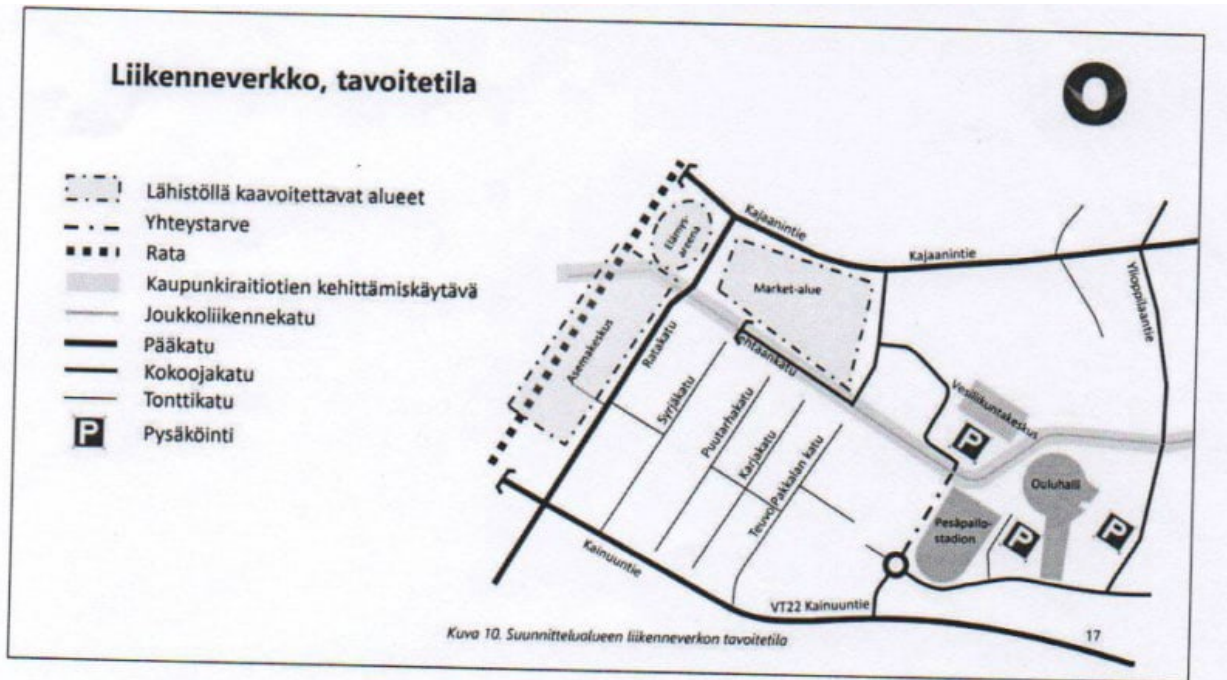 Liikenneverkko, tavoitetila
Lähistöllä kaavoitettavat alueet
Yhteystarve
Rata
Kaupunkiraitiotien kehittämiskäytävä
Joukkoliikennekatu
Pääkatu
Kokoojakatu
Tonttikatu
P Pysäköinti
Elämys-
areena
Kajaanintie
Kajaanintie
Ylioppilaantie
Market-alue
Asemakeskus
Ratakatu
ehtaankatu
Syrjäkatu
Puutarhakatu
Karjakatu
Teuvo Pakkalan katu
Vesiliikuntakeskus
P
Ouluhalli
Pesäpallo-
stadion
P
P
Kainuuntie
VT22 Kainuuntie
Kuva 10. Suunnittelualueen liikenneverkon tavoitetila
17